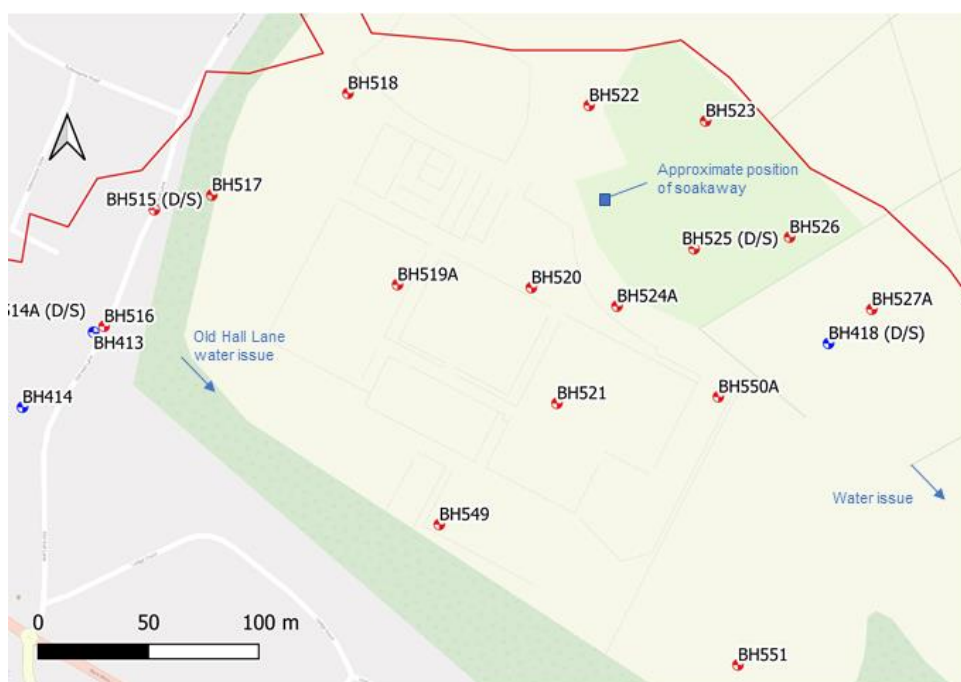 BH518
BH522
BH523
Approximate position
of soakaway
BH517
BH515 (D/S)
BH526
BH525 (D/S)
BH519A
BH520
BH524A
BH527A
514A (D/S)
BH516
BH413
Old Hall Lane
water issue
BH418 (D/S)
BH414
BH521
BH550A
Water issue
BH549
0 50 100 m
BH551